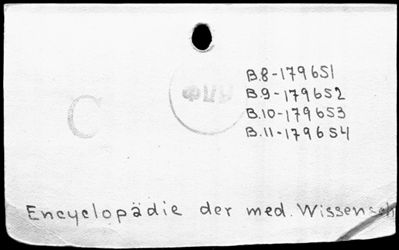 B.8-179651
B.9-179652
B.10-179653
B.11-179654
C
Encyclopädie der med. Wissensch